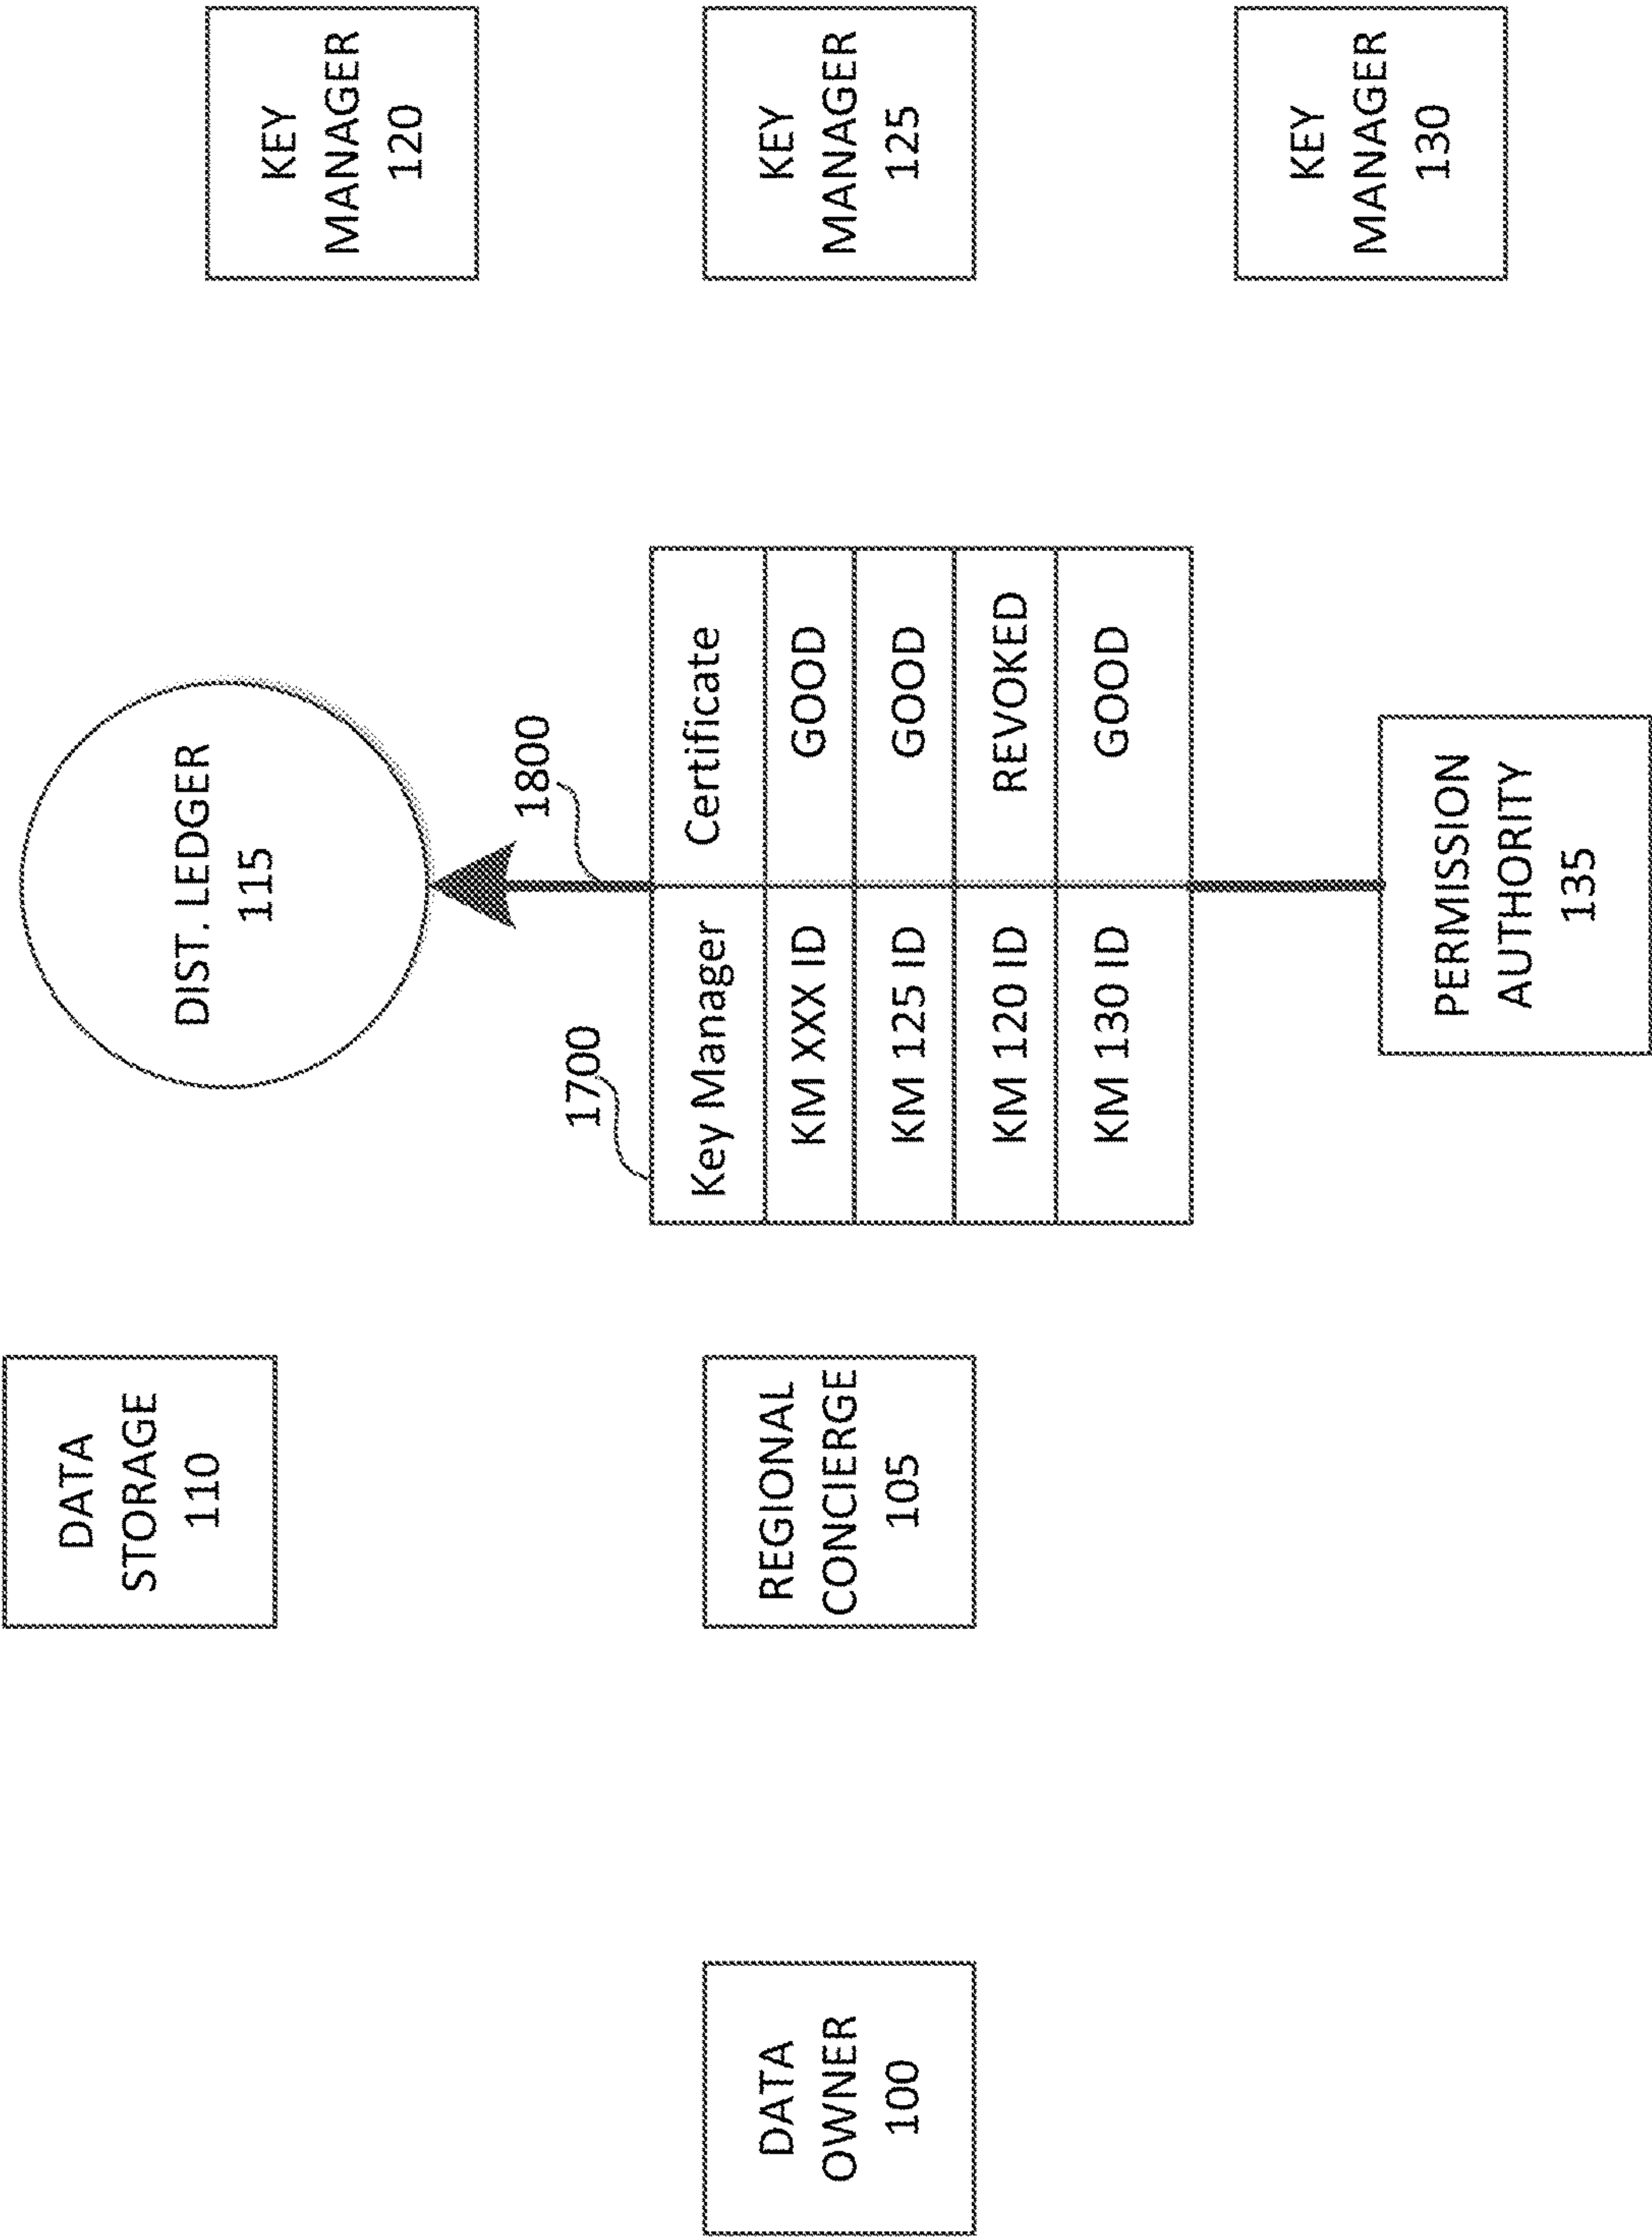 DATA
STORAGE
110
DIST. LEDGER
115
KEY
MANAGER
120
DATA
OWNER
100
REGIONAL
CONCIERGE
105
1700
1800
Key Manager Certificate
KM XXX ID GOOD
KM 125 ID GOOD
KM 120 ID REVOKED
KM 130 ID GOOD
KEY
MANAGER
125
PERMISSION
AUTHORITY
135
KEY
MANAGER
130